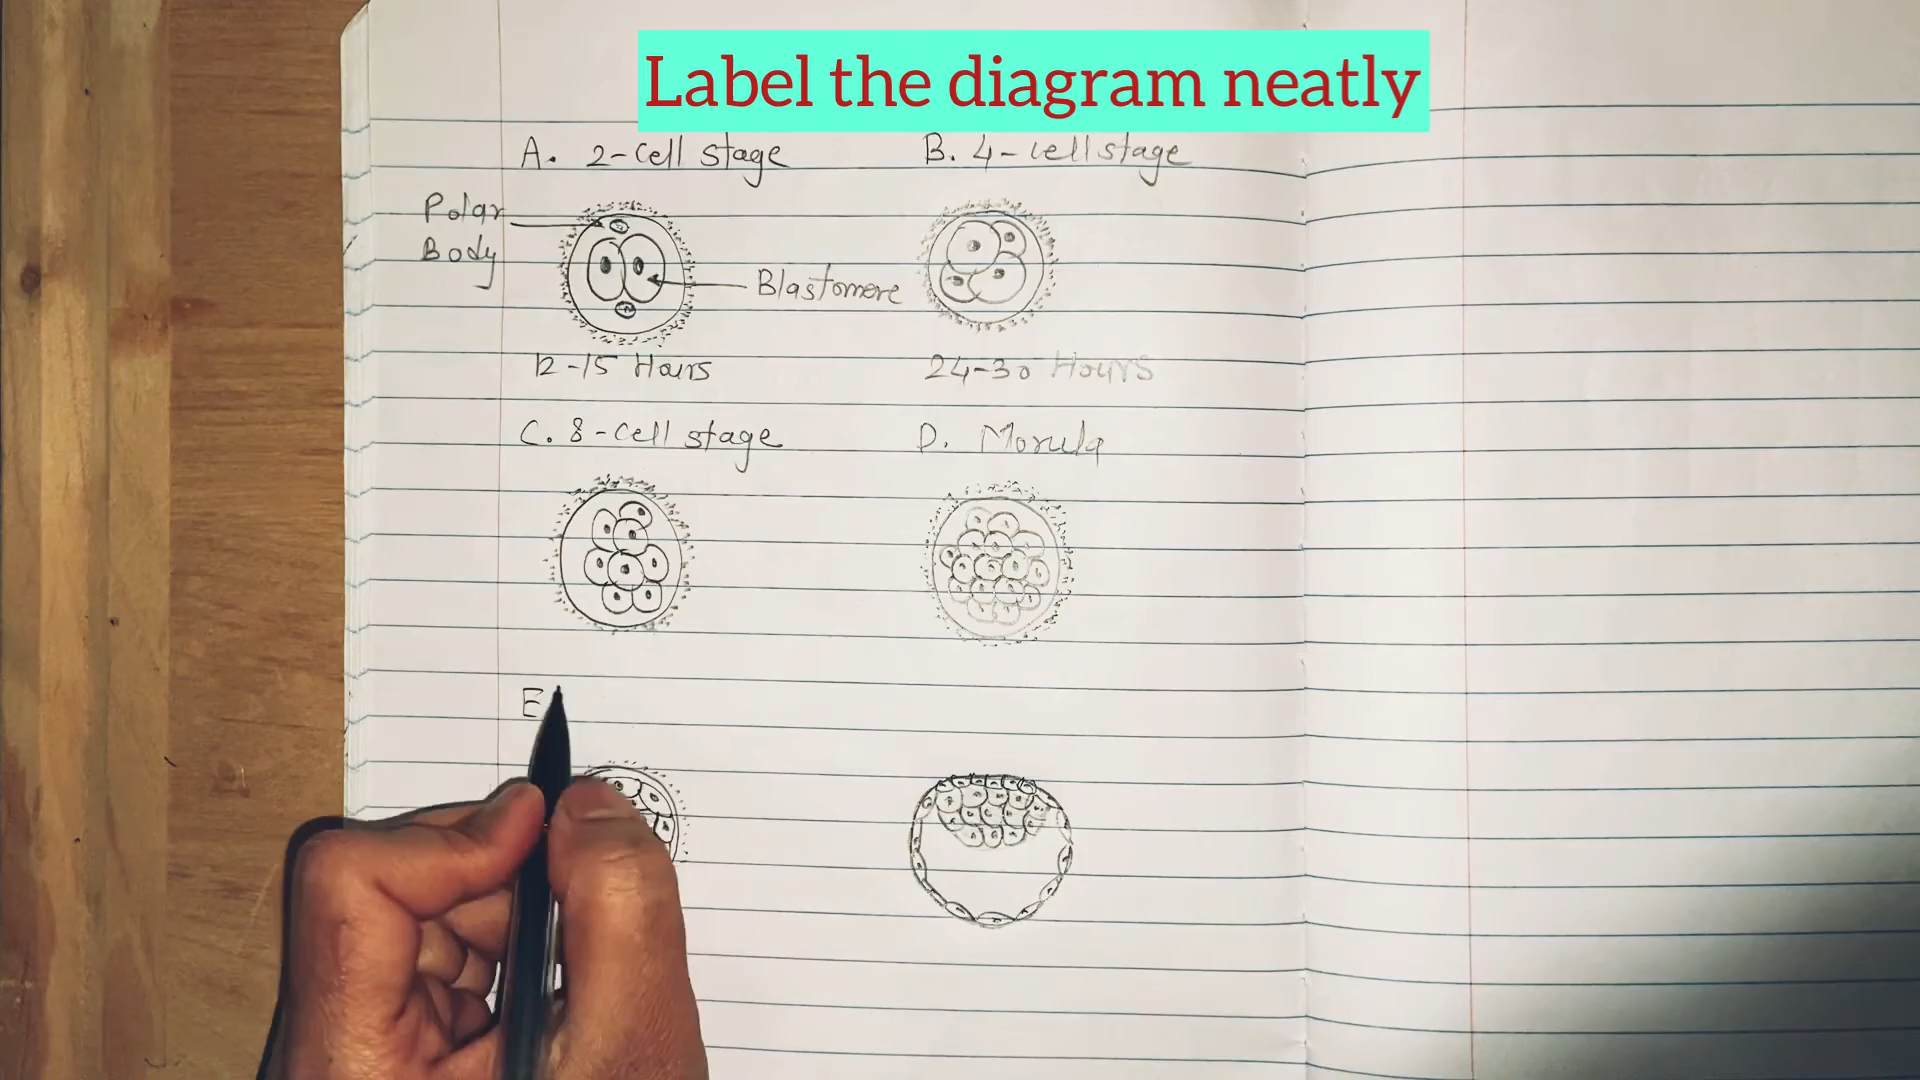 Label the diagram neatly
A. 2-cell stage
B. 4-cell stage
Polar
Body
Blastomere
12-15 Hours
24-30 Hours
C. 8-cell stage
D. Morula
E